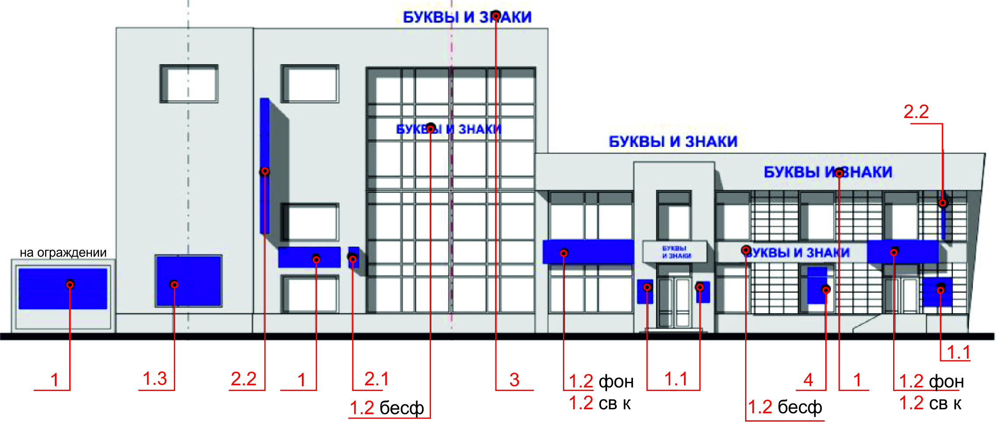 БУКВЫ И ЗНАКИ
БУКВЫ И ЗНАКИ
2.2
БУКВЫ И ЗНАКИ
БУКВЫ И ЗНАКИ
на ограждении
БУКВЫ
И ЗНАКИ
БУКВЫ И ЗНАКИ
1
1.3
2.2
1
2.1
1.2 бесф
3
1.2 фон
1.2 св к
1.1
1.2 бесф
4
1
1.2 фон
1.2 св к
1.1